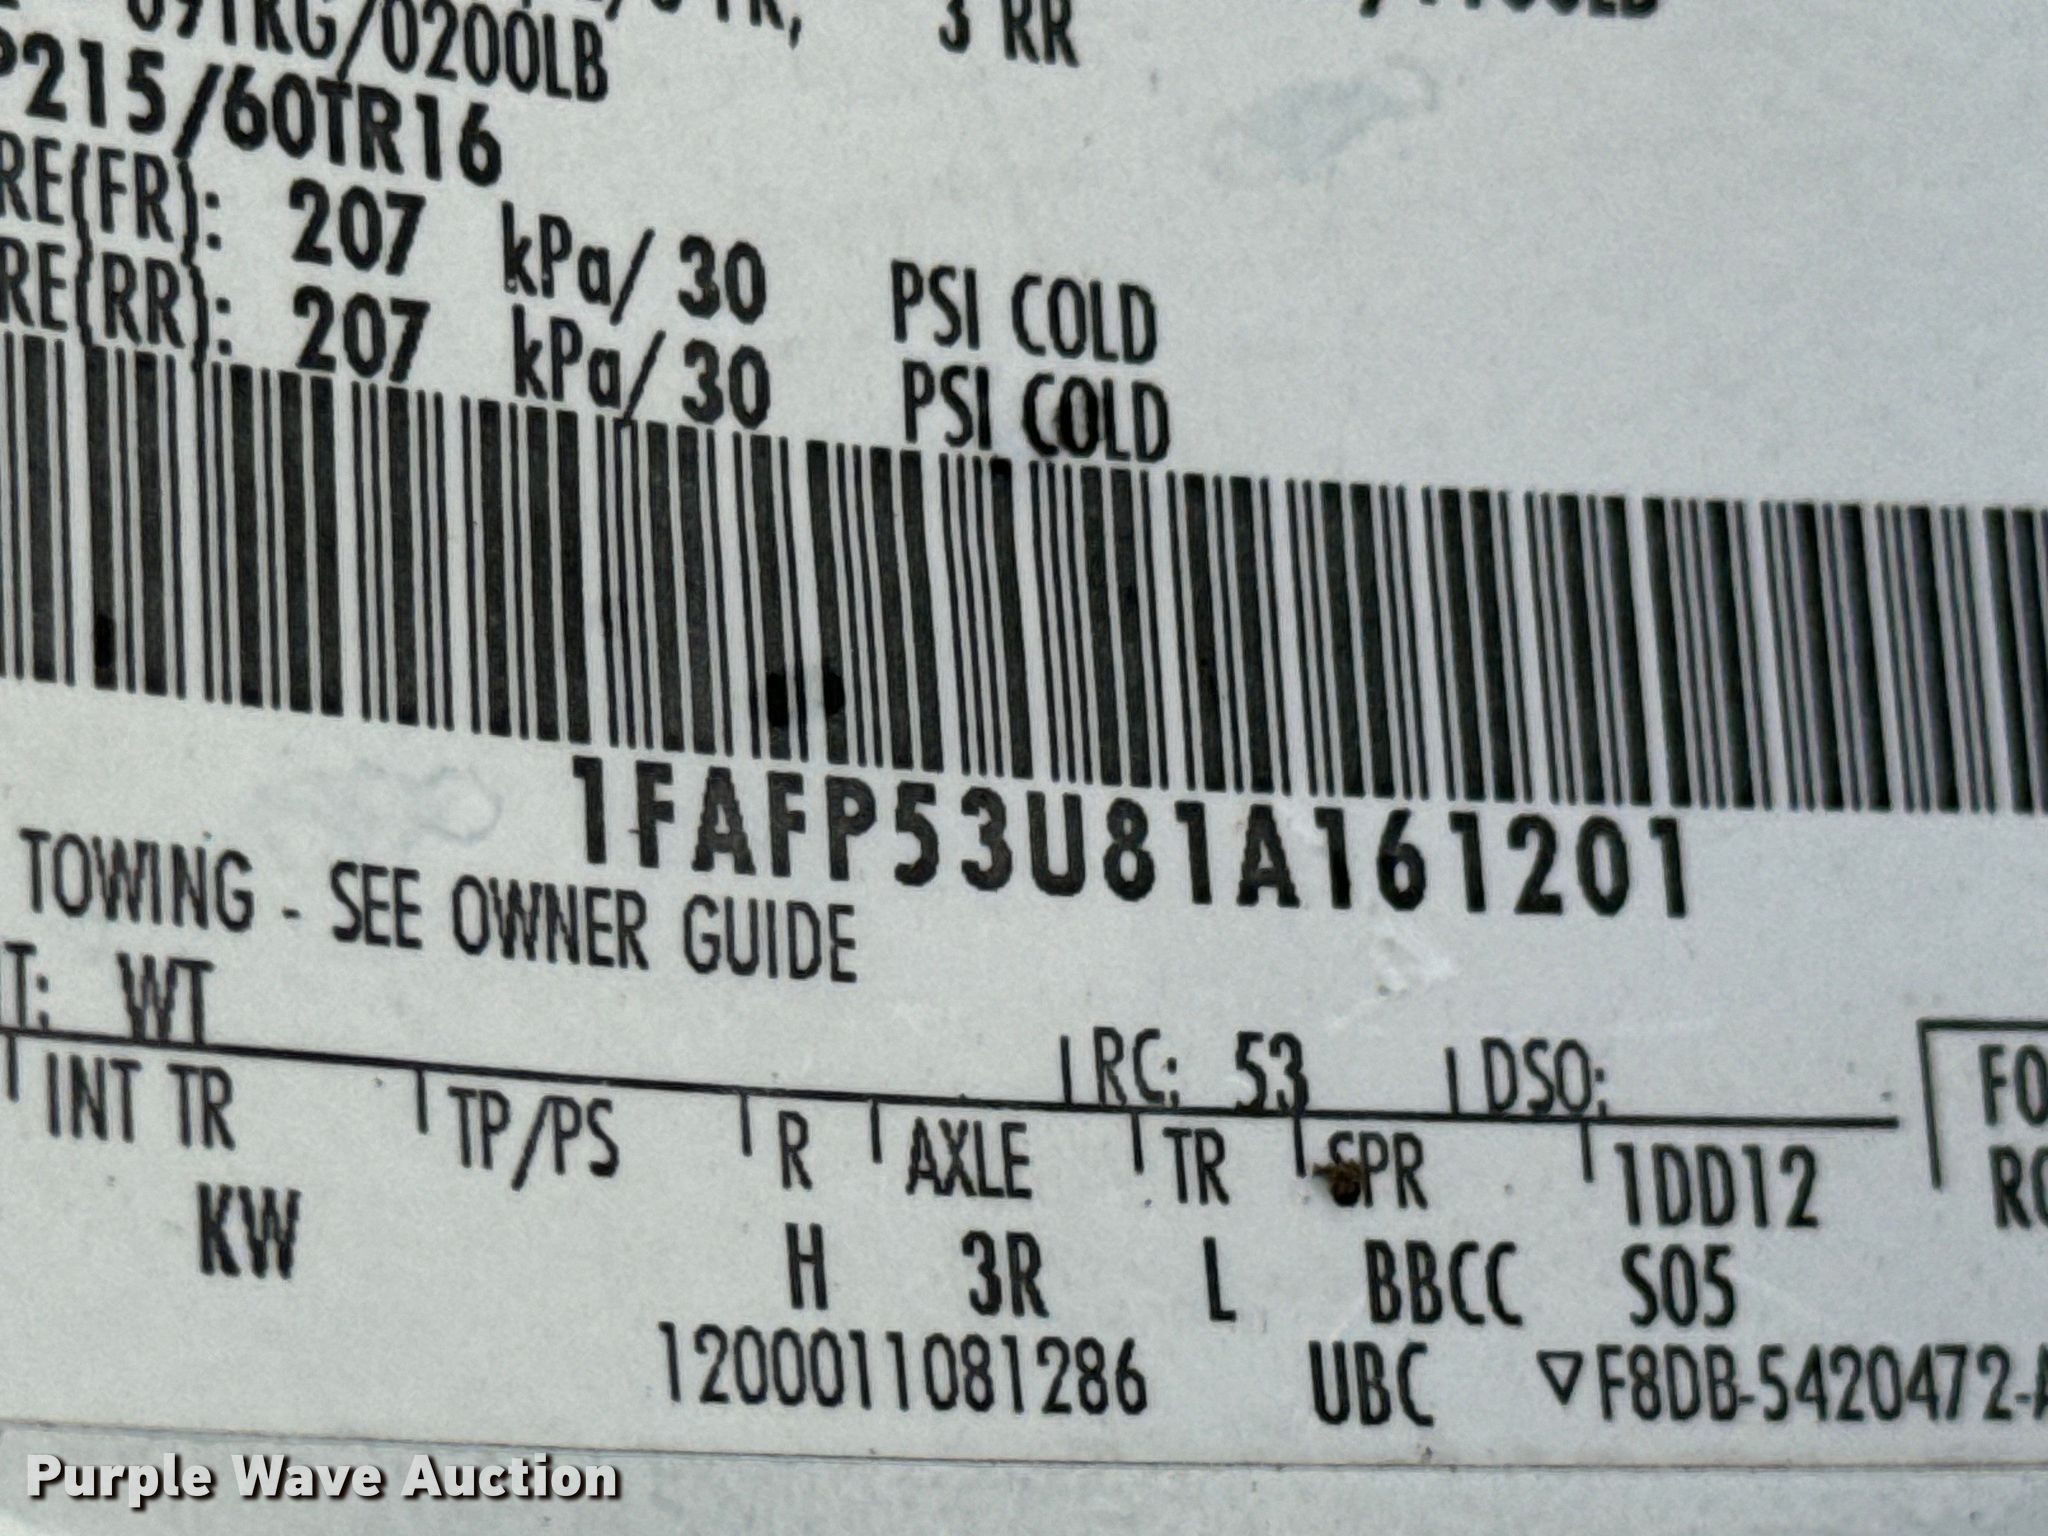 3 RR
/0200LB
P215/60TR16
RE(FR): 207 kPa/ 30 PSI COLD
RE(RR): 207 kPa/ 30 PSI COLD
1FAFP53U81A161201
TOWING - SEE OWNER GUIDE
T: WT
RC: 53 DSO:
INT TR TP/PS R AXLE TR SPR 1DD12
KW H 3R L BBCC S05
1200011081286 UBC ▽F8DB-5420472-A
FO
RO
Purple Wave Auction